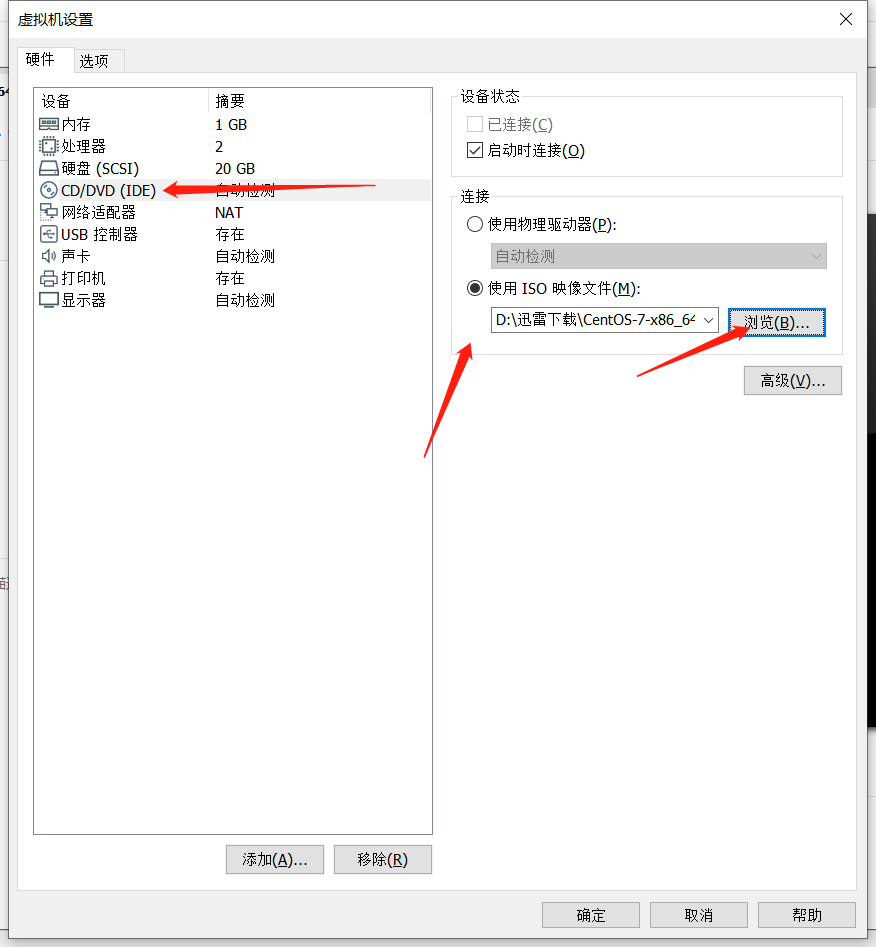 虚拟机设置
硬件 选项
设备 摘要
内存 1 GB
处理器 2
硬盘 (SCSI) 20 GB
CD/DVD (IDE) 自动检测
网络适配器 NAT
USB 控制器 存在
声卡 自动检测
打印机 存在
显示器 自动检测
添加(A)... 移除(R)
设备状态
已连接(C)
启动时连接(O)
连接
使用物理驱动器(P):
自动检测
使用 ISO 映像文件(M):
D:\迅雷下载\CentOS-7-x86_64 浏览(B)...
高级(V)...
确定 取消 帮助